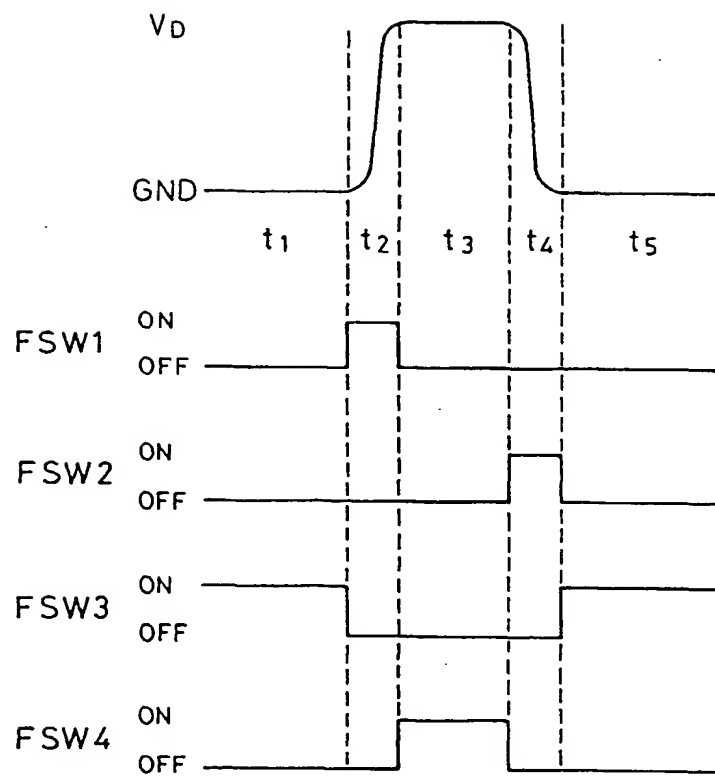 VD
GND
t1 t2 t3 t4 t5
ON
FSW1
OFF
ON
FSW2
OFF
ON
FSW3
OFF
ON
FSW4
OFF